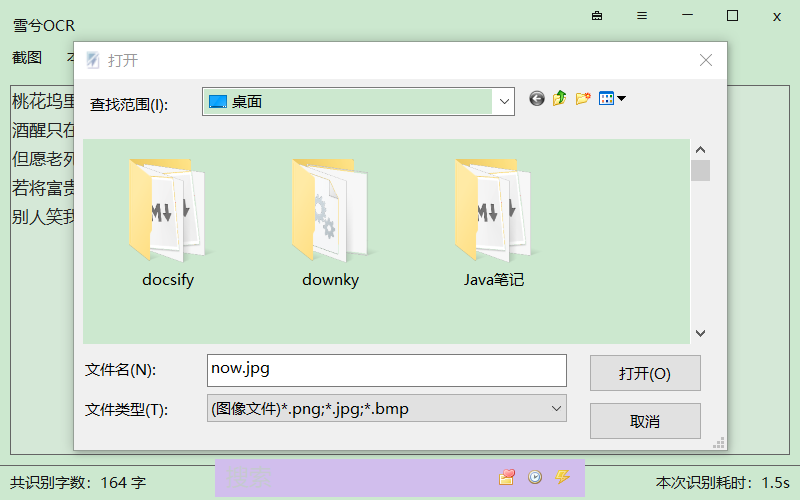 雪兮OCR
截图
打开
查找范围(I):
桌面
桃花坞里
酒醒只在
但愿老死
若将富贵
别人笑我
docsify
downky
Java笔记
文件名(N):
now.jpg
打开(O)
文件类型(T):
(图像文件)*.png;*.jpg;*.bmp
取消
共识别字数：164 字
本次识别耗时：1.5s